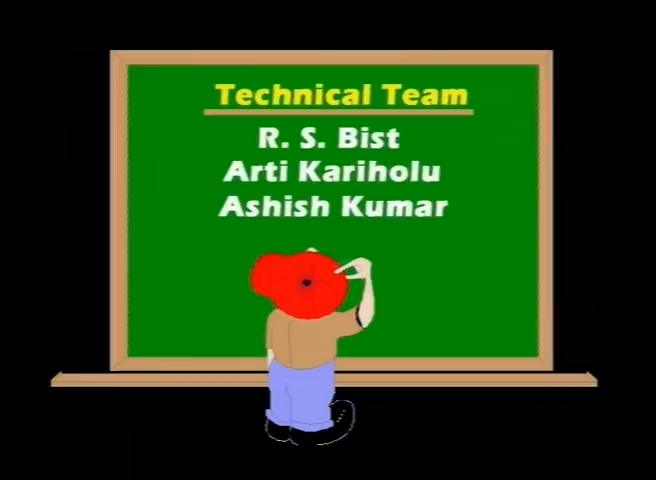 Technical Team
R. S. Bist
Arti Kariholu
Ashish Kumar